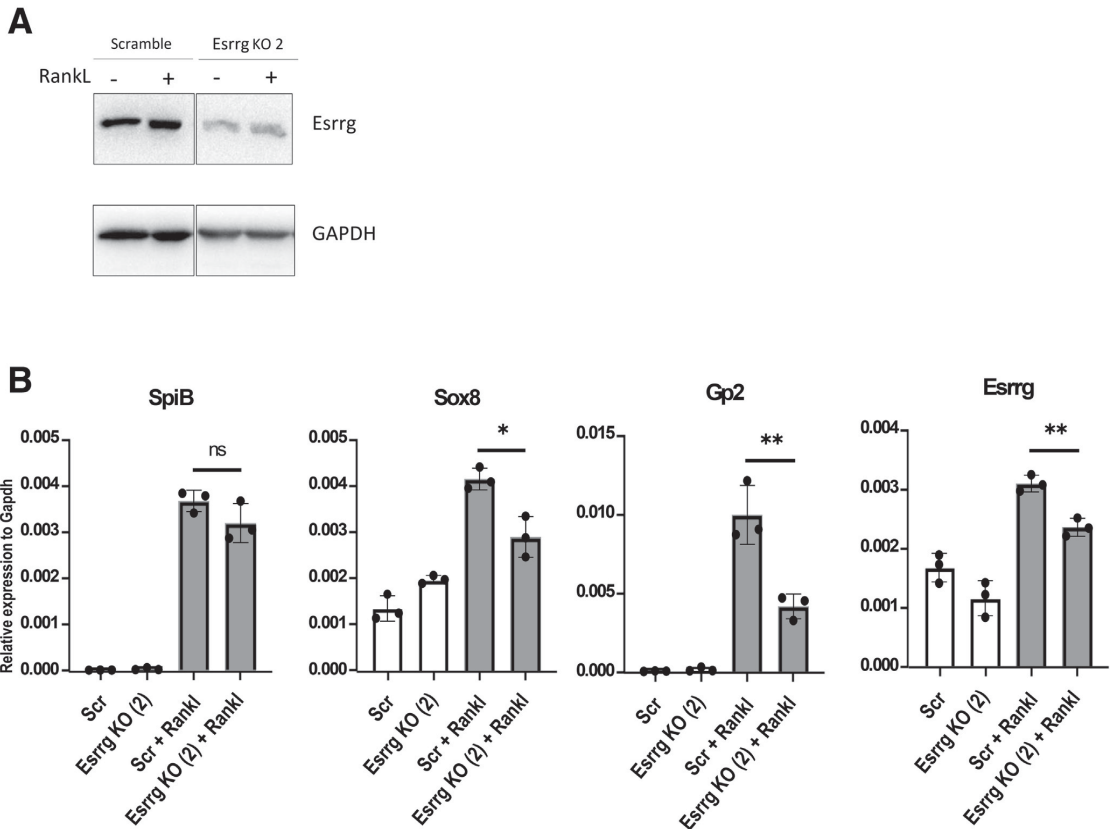 A
Scramble Esrrg KO 2
RankL - + - +
Esrrg
GAPDH
B
SpiB
Relative expression to Gapdh
0.005
0.004
0.003
0.002
0.001
0.000
ns
Scr
Esrrg KO (2)
Scr + Rankl
Esrrg KO (2) + Rankl
Sox8
0.005
0.004
0.003
0.002
0.001
0.000
*
Scr
Esrrg KO (2)
Scr + Rankl
Esrrg KO (2) + Rankl
Gp2
0.015
0.010
0.005
0.000
**
Scr
Esrrg KO (2)
Scr + Rankl
Esrrg KO (2) + Rankl
Esrrg
0.004
0.003
0.002
0.001
0.000
**
Scr
Esrrg KO (2)
Scr + Rankl
Esrrg KO (2) + Rankl